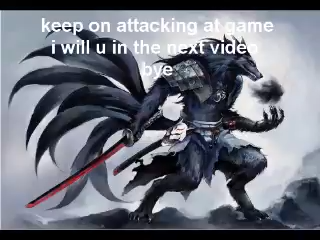 keep on attacking at game
i will u in the next video
bye